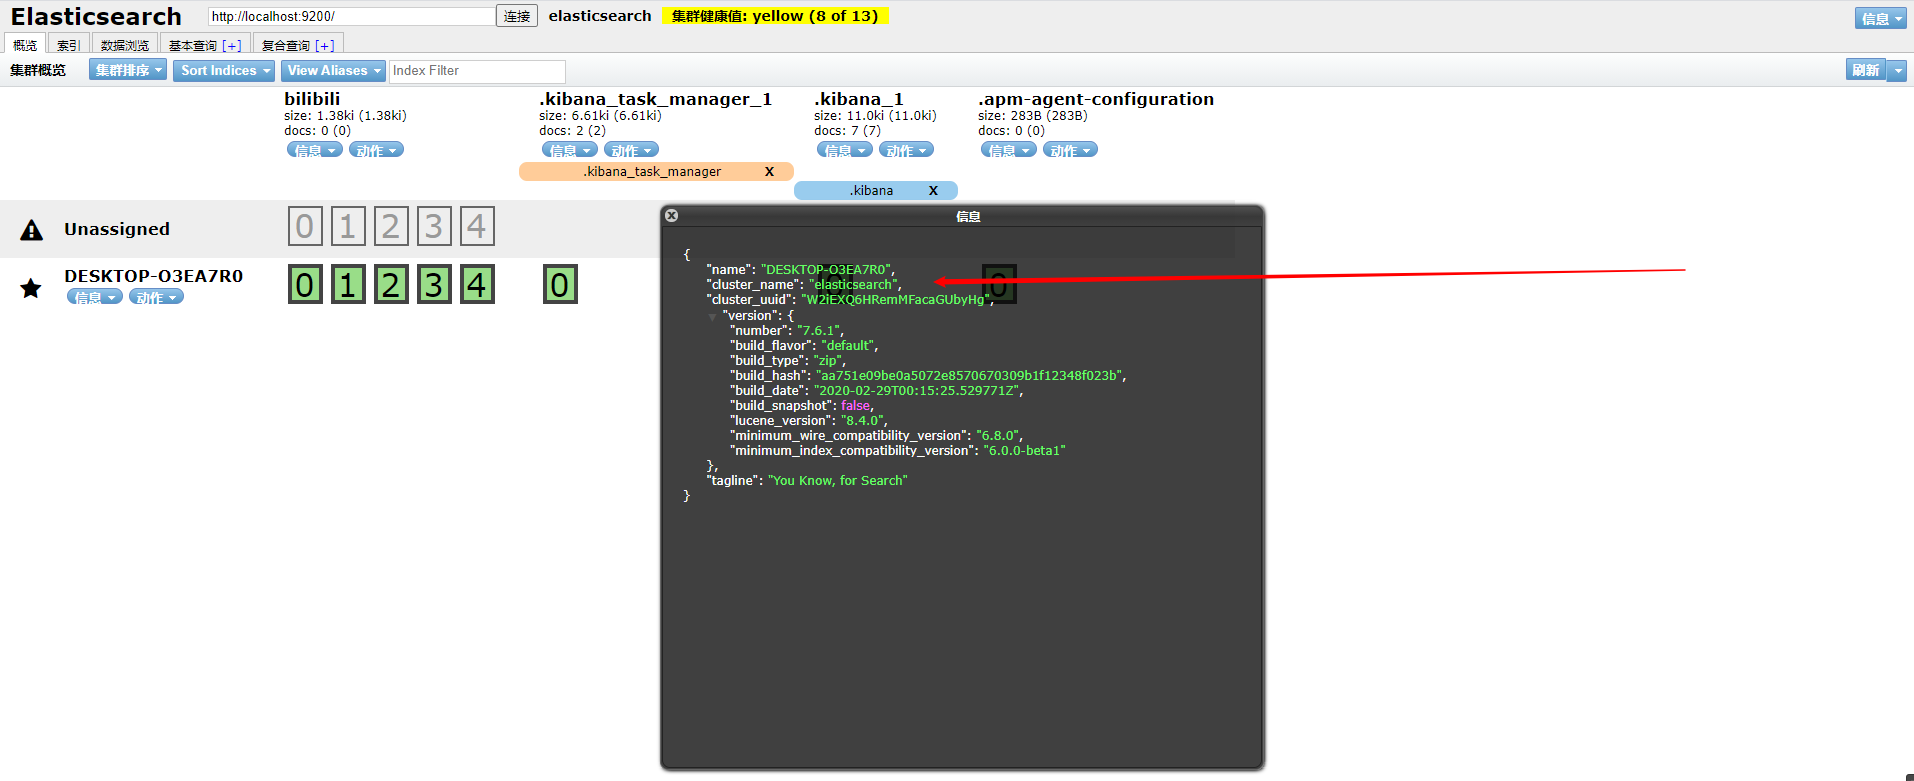 Elasticsearch http://localhost:9200/ 连接 elasticsearch 集群健康值: yellow (8 of 13) 信息
概览 索引 数据浏览 基本查询 [+] 复合查询 [+]
集群概览 集群排序 Sort Indices View Aliases Index Filter 刷新
bilibili .kibana_task_manager_1 .kibana_1 .apm-agent-configuration
size: 1.38ki (1.38ki) size: 6.61ki (6.61ki) size: 11.0ki (11.0ki) size: 283B (283B)
docs: 0 (0) docs: 2 (2) docs: 7 (7) docs: 0 (0)
信息 动作 信息 动作 信息 动作 信息 动作
.kibana_task_manager X
.kibana X
Unassigned 0 1 2 3 4
DESKTOP-O3EA7R0 0 1 2 3 4 0 0 0
信息 动作
信息
{
"name": "DESKTOP-O3EA7R0",
"cluster_name": "elasticsearch",
"cluster_uuid": "W2iEXQ6HRemMFacaGUbyHg",
"version": {
"number": "7.6.1",
"build_flavor": "default",
"build_type": "zip",
"build_hash": "aa751e09be0a5072e8570670309b1f12348f023b",
"build_date": "2020-02-29T00:15:25.529771Z",
"build_snapshot": false,
"lucene_version": "8.4.0",
"minimum_wire_compatibility_version": "6.8.0",
"minimum_index_compatibility_version": "6.0.0-beta1"
},
"tagline": "You Know, for Search"
}